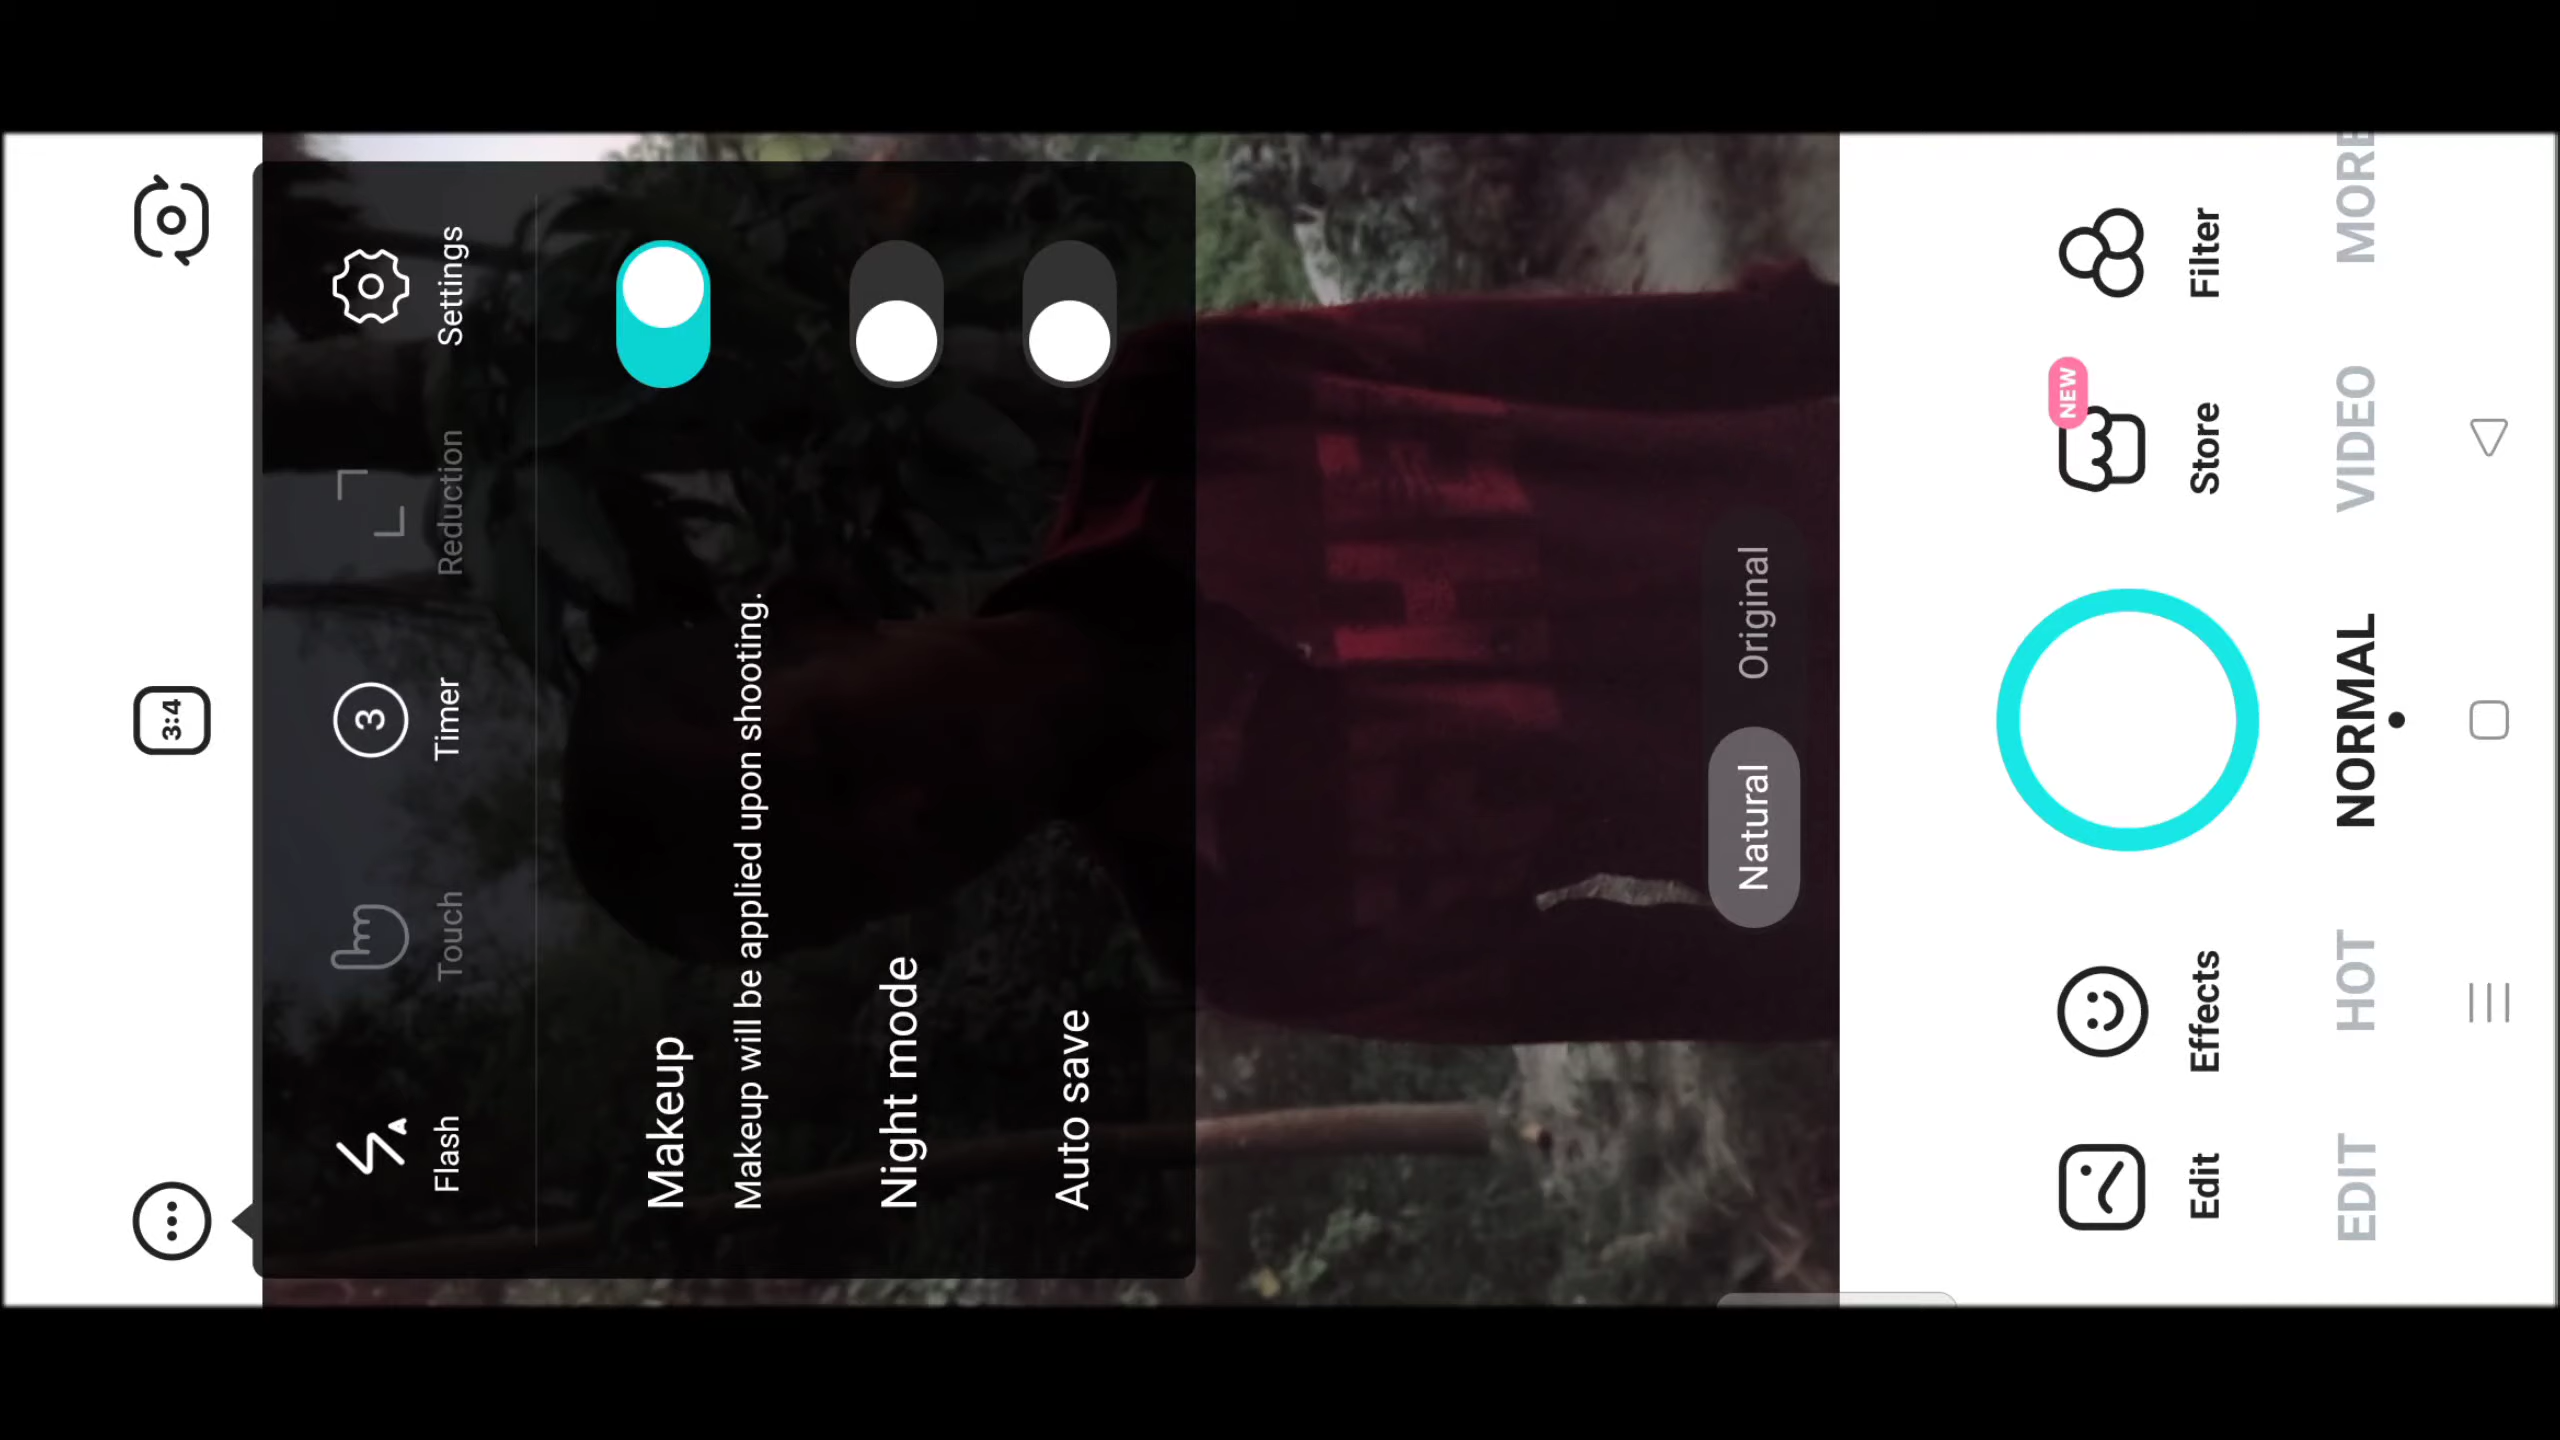 3:4
Flash
Touch
3
Timer
Reduction
Settings
Makeup
Makeup will be applied upon shooting.
Night mode
Auto save
Natural
Original
NEW
Edit
Effects
Store
Filter
EDIT
HOT
NORMAL
VIDEO
MORE